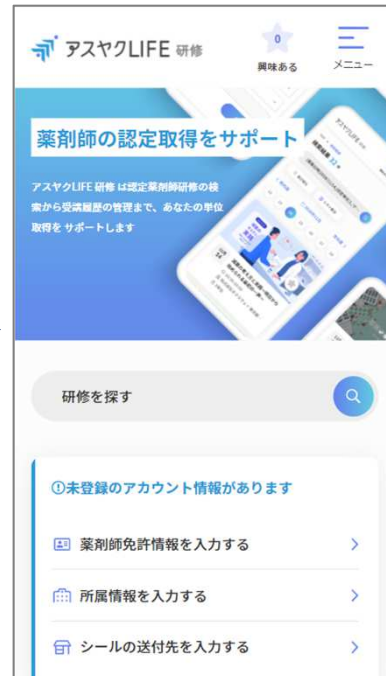 アスヤクLIFE 研修
0
興味ある
メニュー
薬剤師の認定取得をサポート
アスヤクLIFE 研修 は認定薬剤師研修の検
索から受講履歴の管理まで、あなたの単位
取得を サポートします
研修を探す
①未登録のアカウント情報があります
薬剤師免許情報を入力する
所属情報を入力する
シールの送付先を入力する